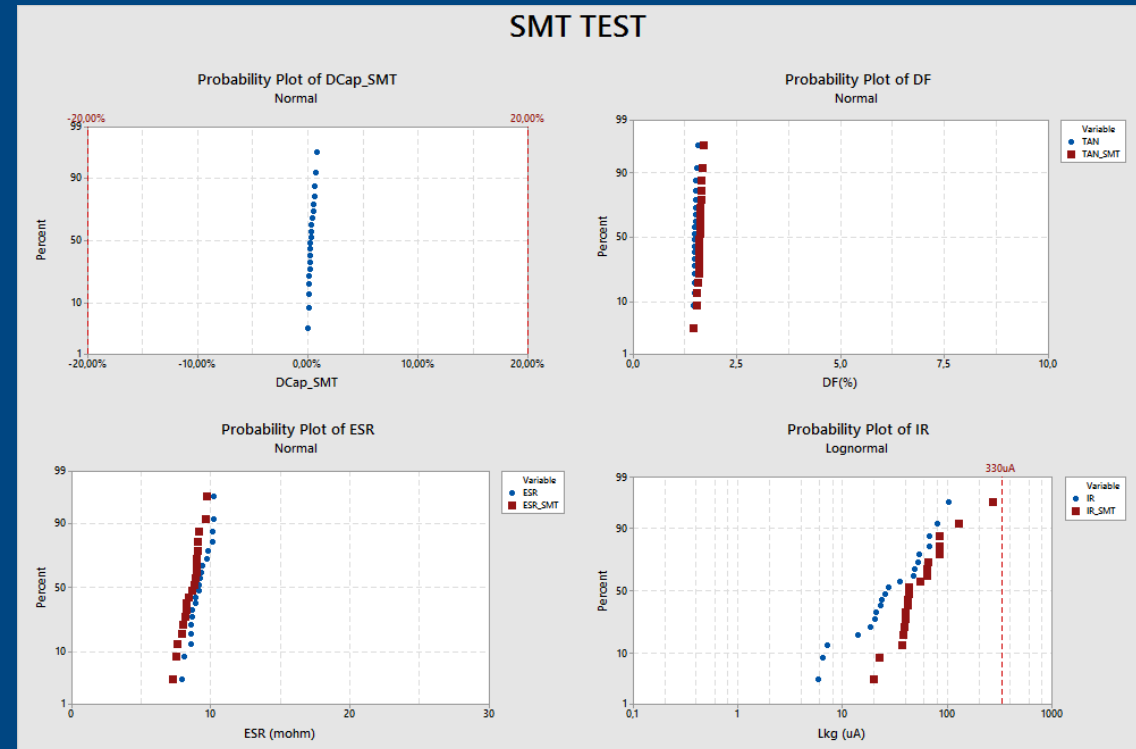 SMT TEST
Probability Plot of DCap_SMT
Normal
-20,00%
20,00%
99
90
50
10
1
Percent
-20,00%
-10,00%
0,00%
10,00%
20,00%
DCap_SMT
Probability Plot of DF
Normal
99
90
50
10
1
Percent
0,0
2,5
5,0
7,5
10,0
DF(%)
Variable
TAN
TAN_SMT
Probability Plot of ESR
Normal
99
90
50
10
1
Percent
0
10
20
30
ESR (mohm)
Variable
ESR
ESR_SMT
Probability Plot of IR
Lognormal
330uA
99
90
50
10
1
Percent
0,1
1
10
100
1000
Lkg (uA)
Variable
IR
IR_SMT